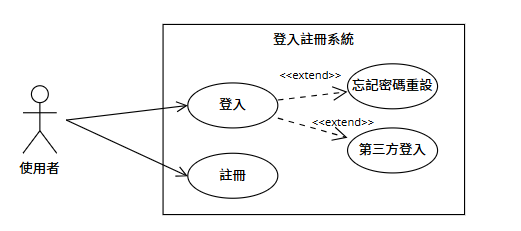 登入註冊系統
<<extend>>
忘記密碼重設
登入
<<extend>>
第三方登入
使用者
註冊